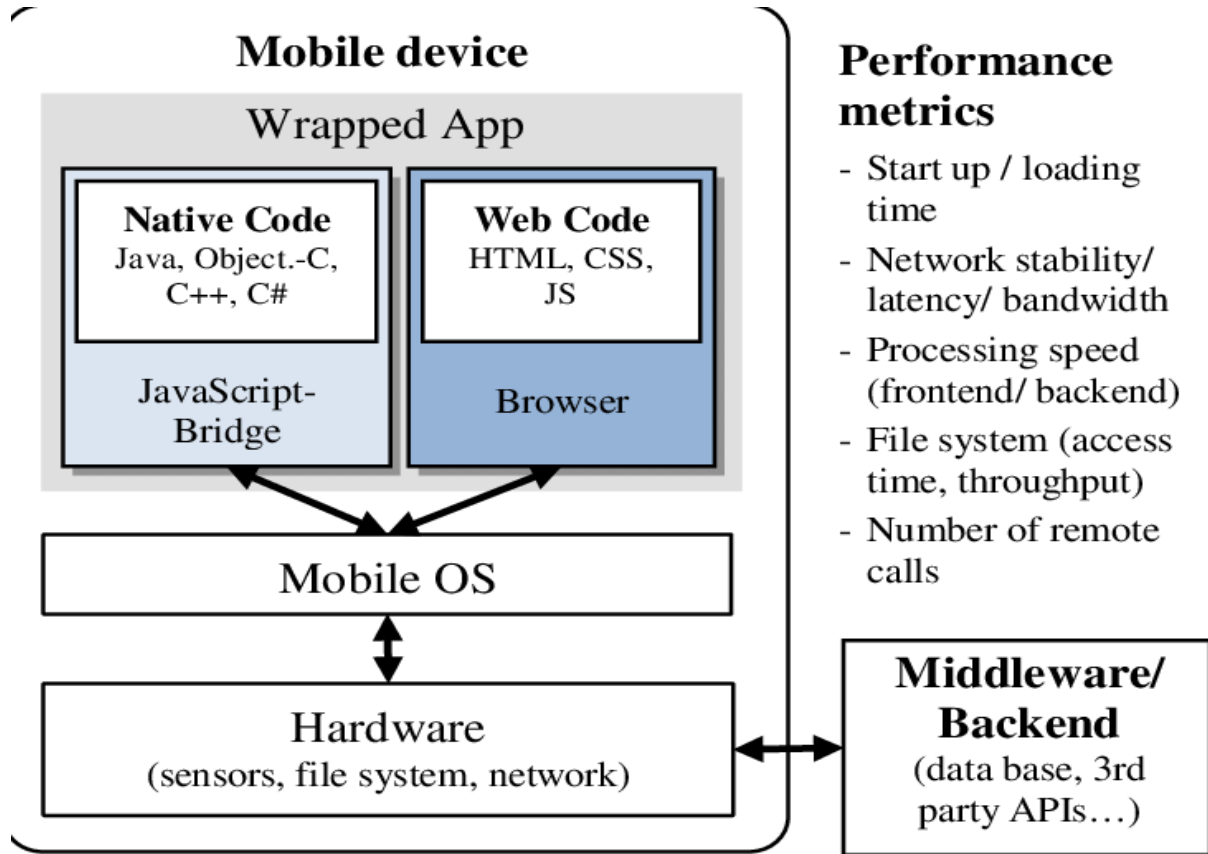 Mobile device
Wrapped App
Native Code
Java, Object.-C,
C++, C#
JavaScript-
Bridge
Web Code
HTML, CSS,
JS
Browser
Mobile OS
Hardware
(sensors, file system, network)
Performance
metrics
- Start up / loading
time
- Network stability/
latency/ bandwidth
- Processing speed
(frontend/ backend)
- File system (access
time, throughput)
- Number of remote
calls
Middleware/
Backend
(data base, 3rd
party APIs…)